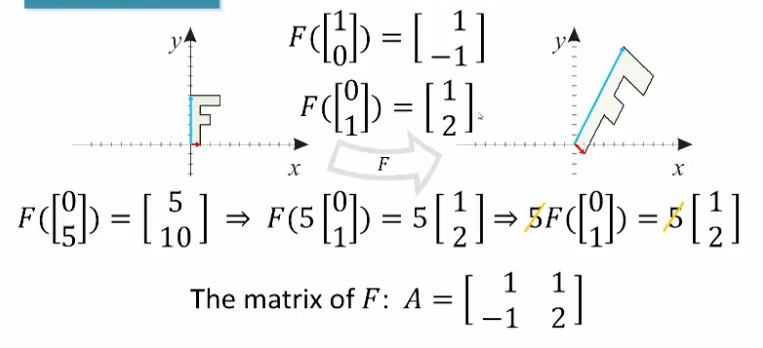 F([1 0]) = [1 -1]
F([0 1]) = [1 2]
y
F
x
F
y
F
x
F([0 5]) = [5 10] ⇒ F(5[0 1]) = 5[1 2] ⇒ 5F([0 1]) = 5[1 2]
The matrix of F: A = [1 1 -1 2]